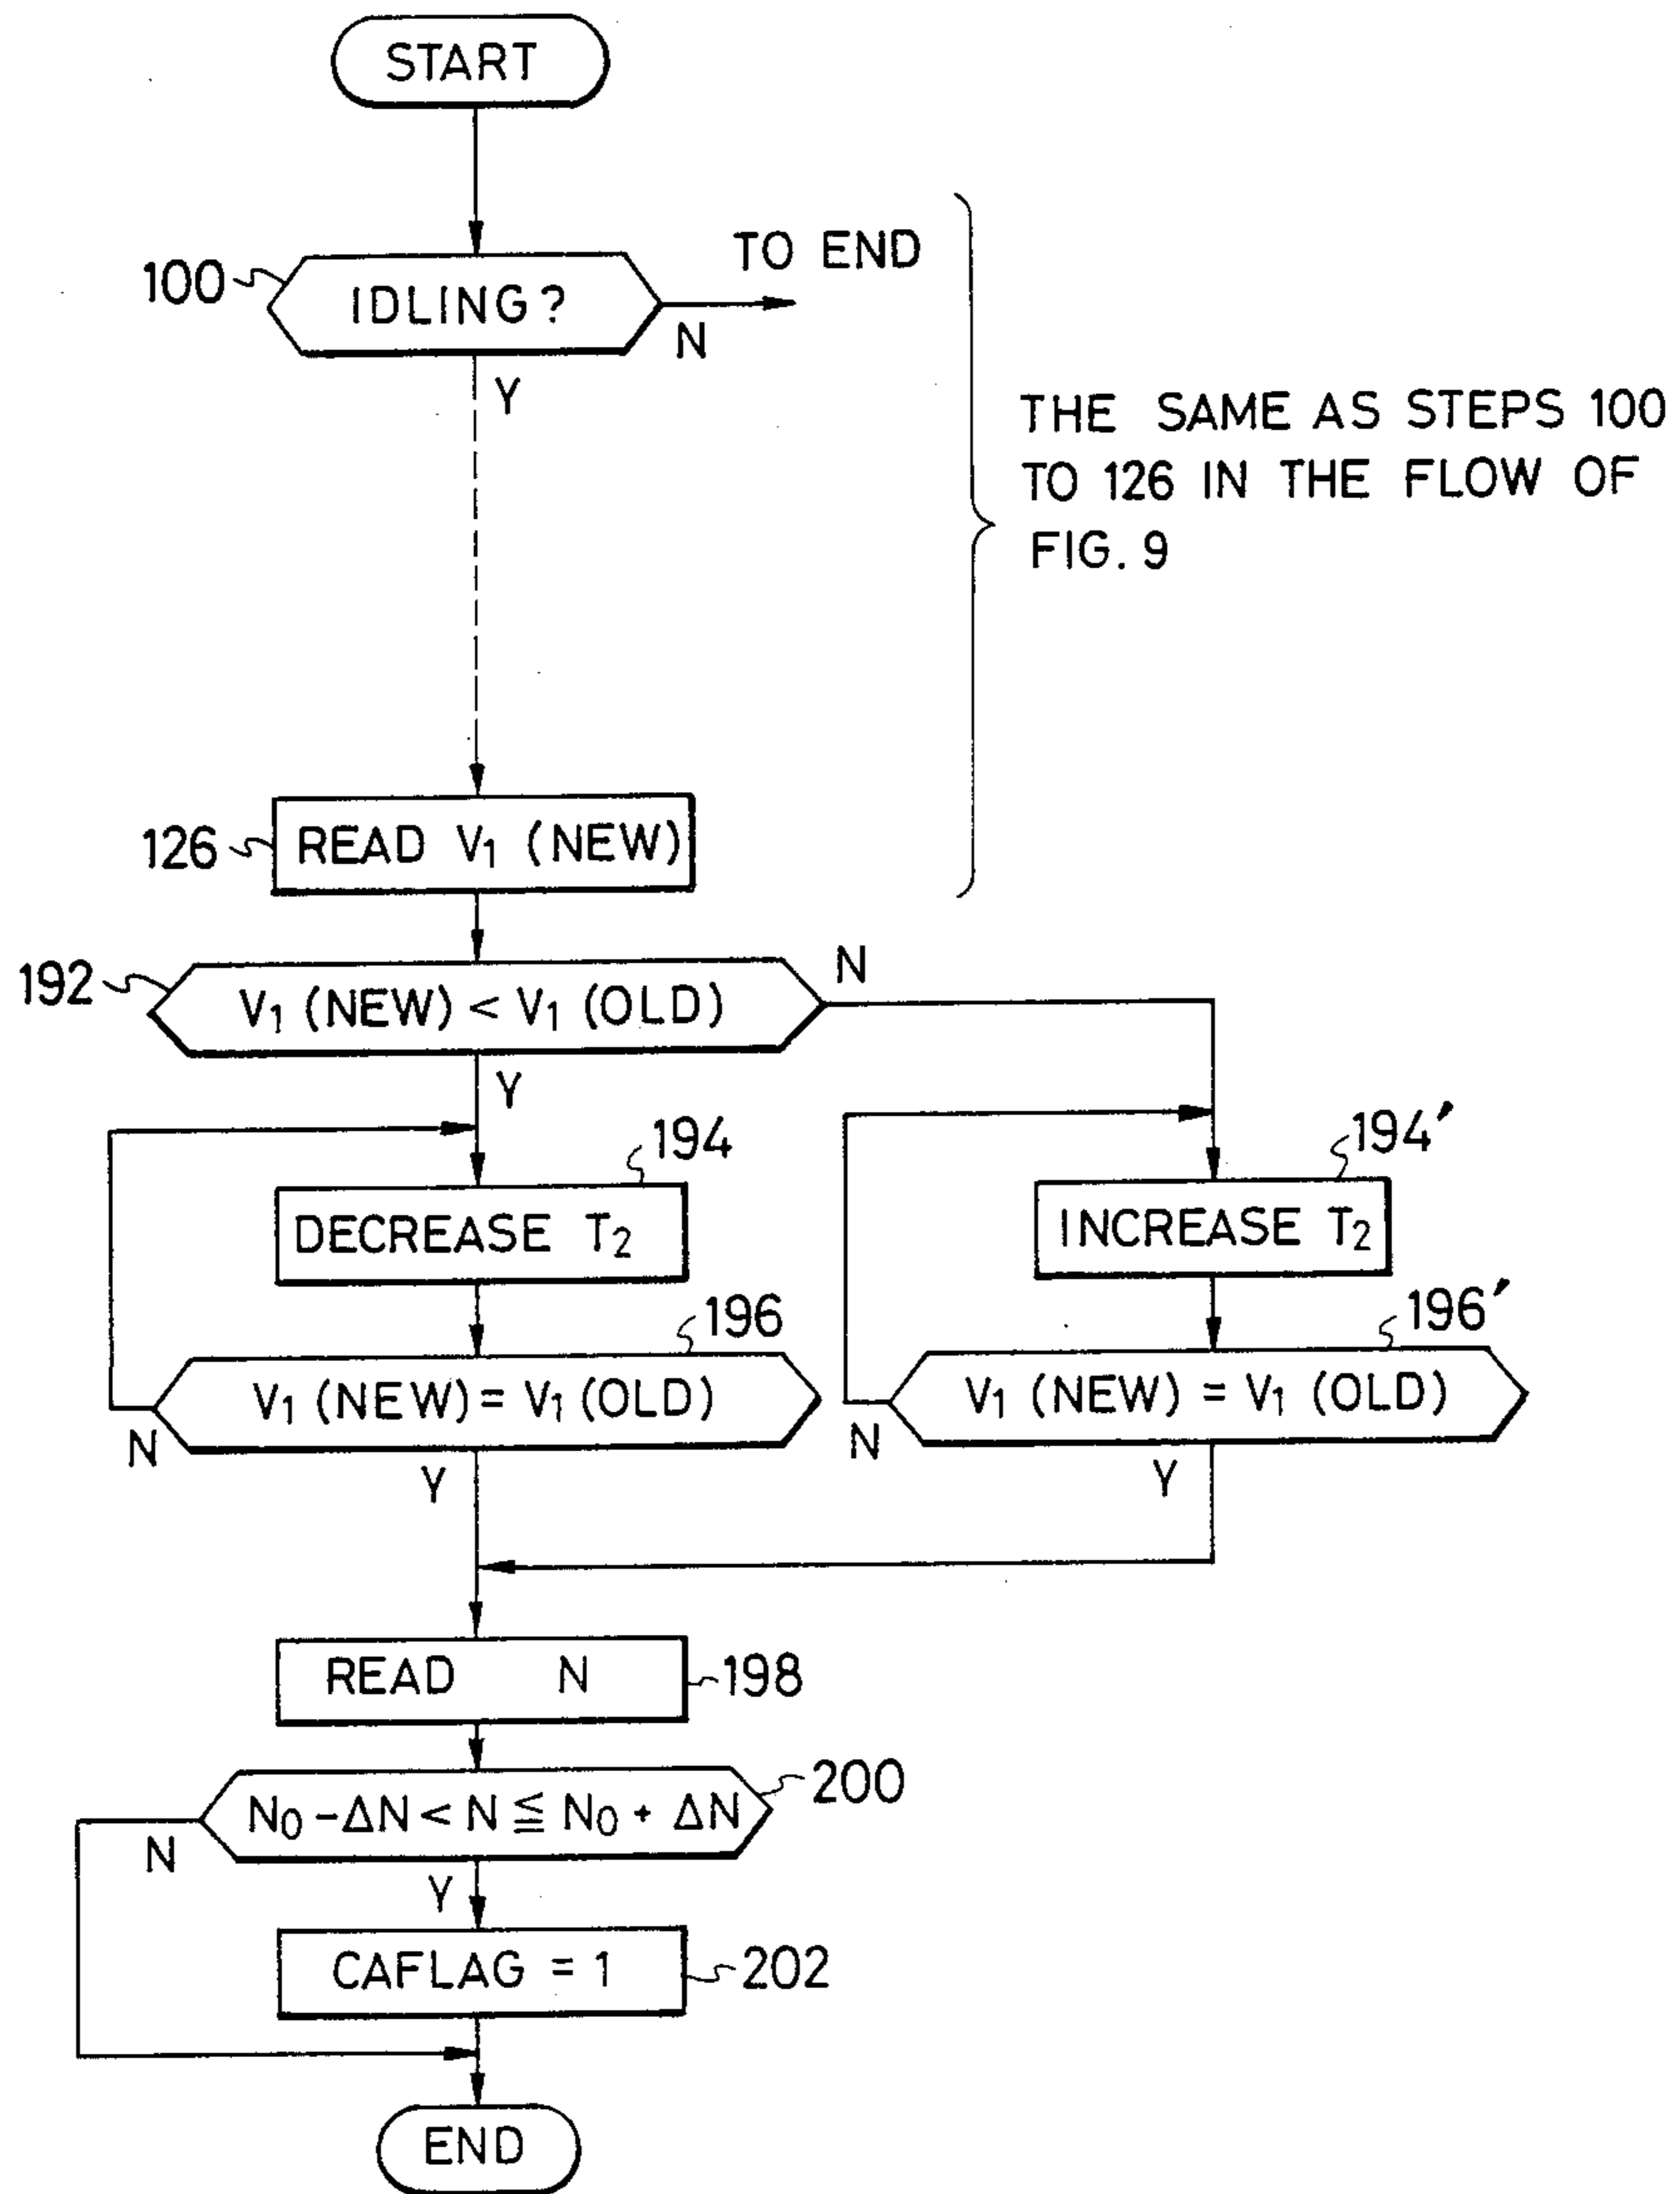 START
TO END
100
IDLING?
N
Y
THE SAME AS STEPS 100
TO 126 IN THE FLOW OF
FIG. 9
126
READ V₁ (NEW)
192
V₁ (NEW) < V₁ (OLD)
N
Y
194
DECREASE T₂
194′
INCREASE T₂
196
V₁ (NEW) = V₁ (OLD)
N
Y
196′
V₁ (NEW) = V₁ (OLD)
N
Y
READ N
198
200
N₀ - ΔN < N ≦ N₀ + ΔN
N
Y
CAFLAG = 1
202
END